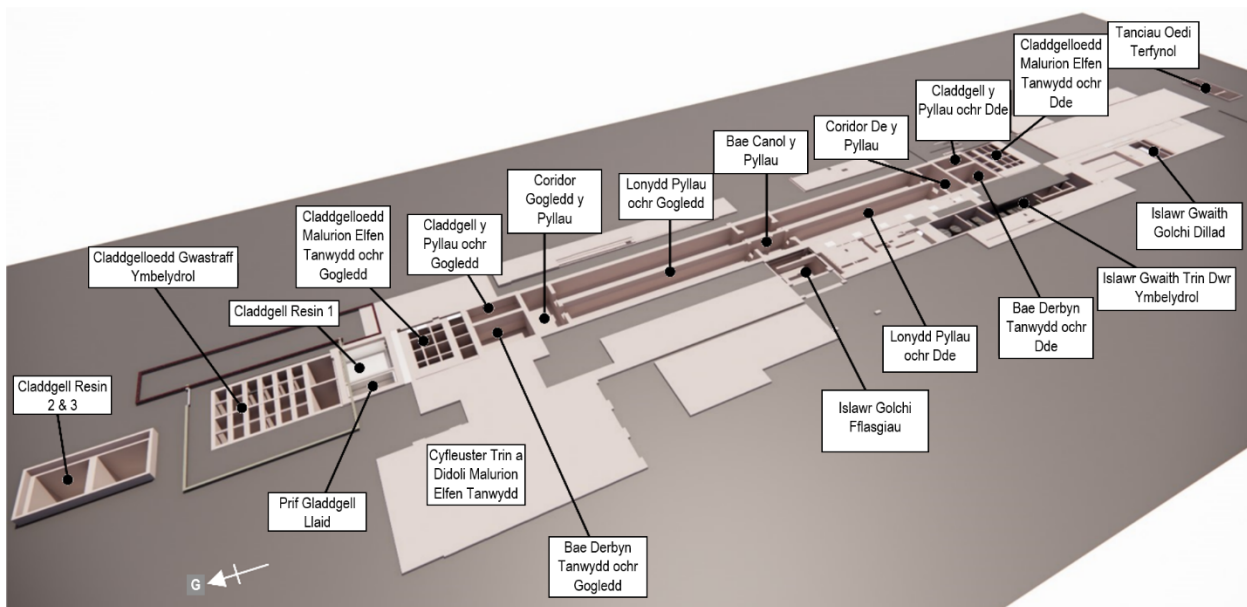 Tanciau Oedi
Terfynol
Claddgelloedd
Malurion Elfen
Tanwydd ochr
Dde
Claddgell y
Pyllau ochr Dde
Coridor De y
Pyllau
Bae Canol y
Pyllau
Lonydd Pyllau
ochr Gogledd
Coridor
Gogledd y
Pyllau
Claddgell y
Pyllau ochr
Gogledd
Claddgelloedd
Malurion Elfen
Tanwydd ochr
Gogledd
Claddgelloedd Gwastraff
Ymbelydrol
Claddgell Resin 1
Claddgell Resin
2 & 3
Prif Gladdgell
Llaid
Cyfleuster Trin a
Didoli Malurion
Elfen Tanwydd
Bae Derbyn
Tanwydd ochr
Gogledd
Islawr Golchi
Fflasgiau
Lonydd Pyllau
ochr Dde
Bae Derbyn
Tanwydd ochr
Dde
Islawr Gwaith Trin Dwr
Ymbelydrol
Islawr Gwaith
Golchi Dillad
G